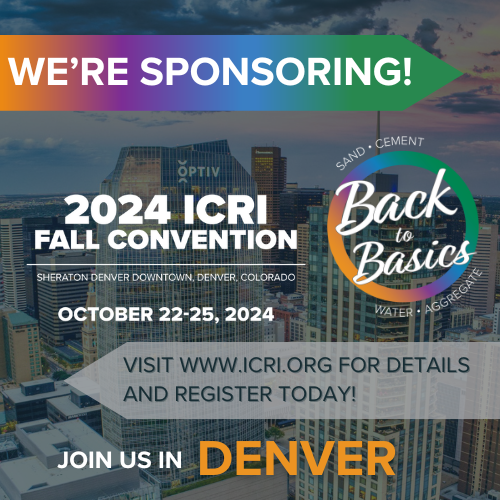 WE'RE SPONSORING!
OPTIV
SAND • CEMENT
2024 ICRI
FALL CONVENTION
Back
to
Basics
SHERATON DENVER DOWNTOWN, DENVER, COLORADO
WATER • AGGREGATE
OCTOBER 22-25, 2024
VISIT WWW.ICRI.ORG FOR DETAILS
AND REGISTER TODAY!
JOIN US IN DENVER